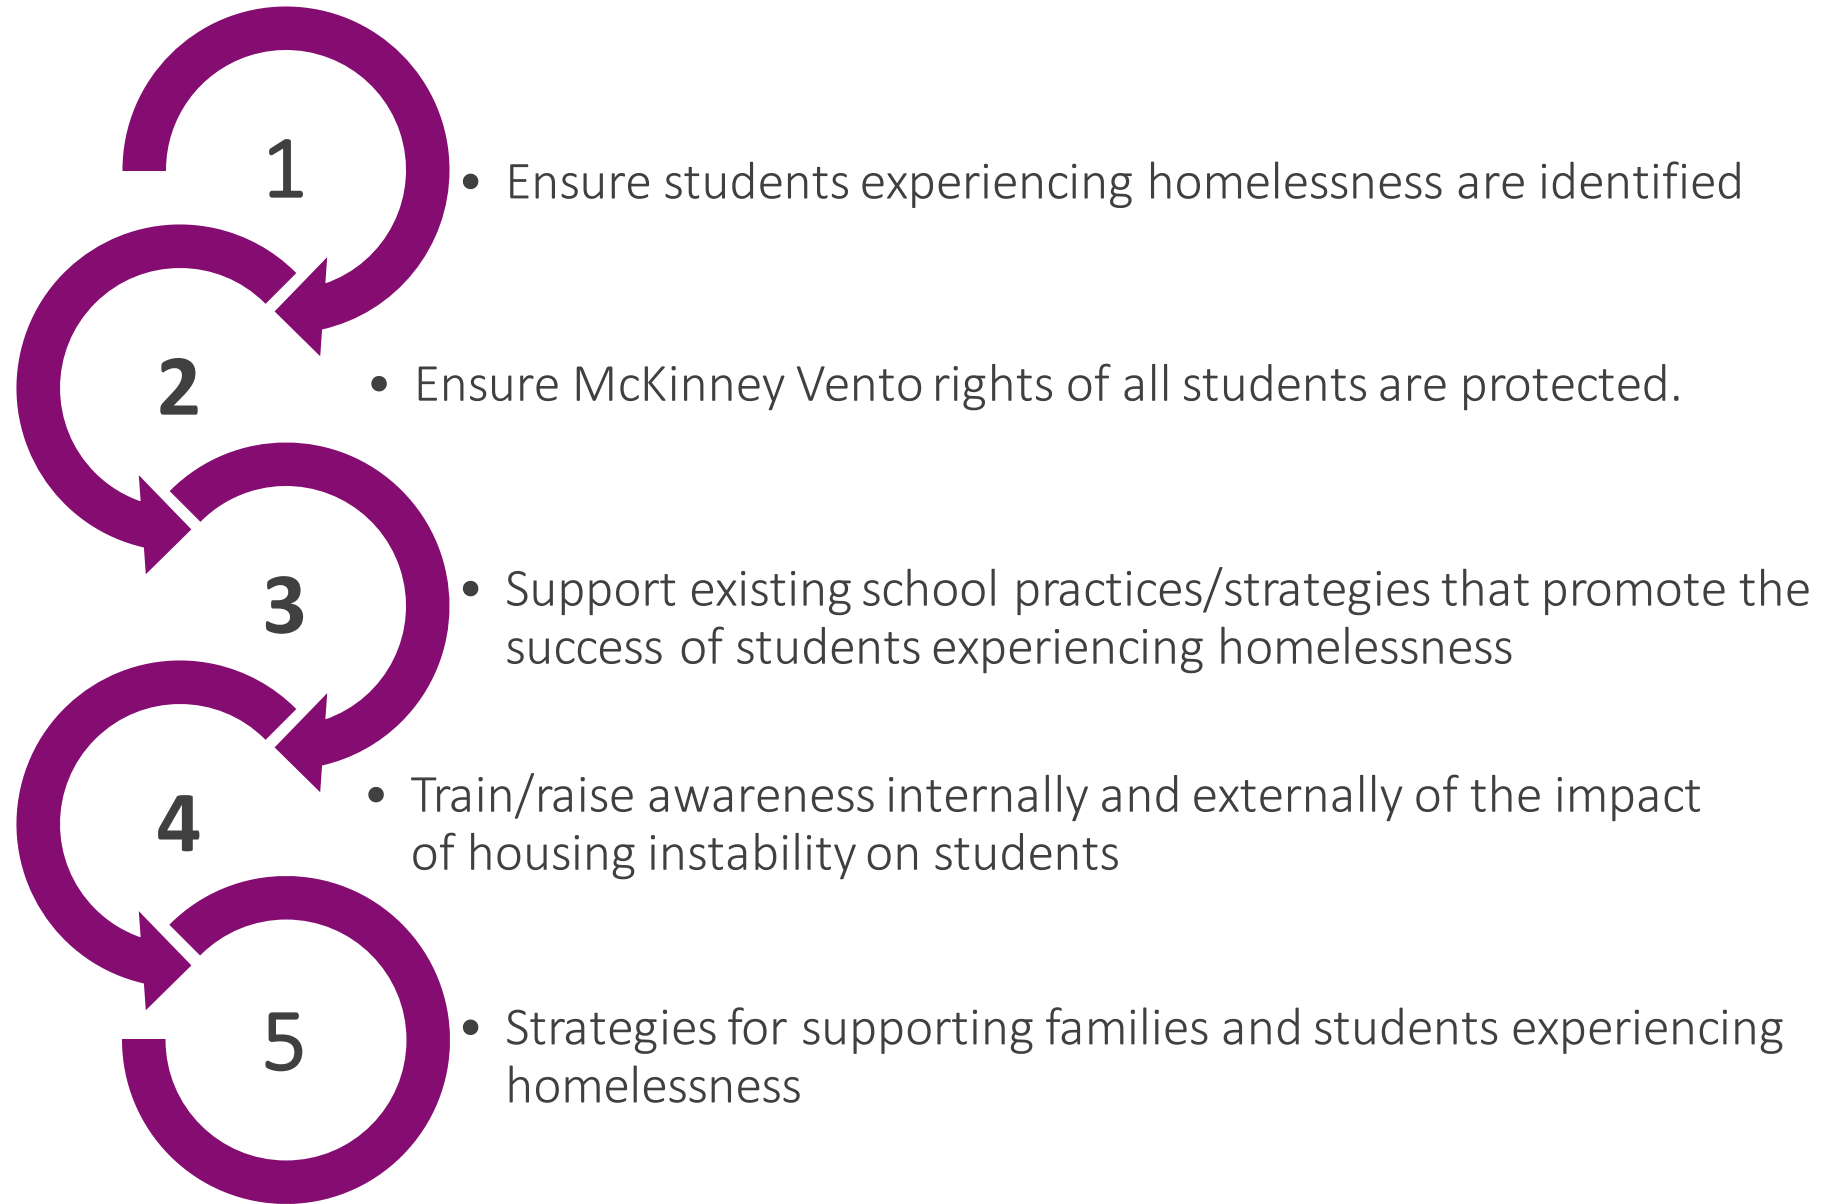 1
• Ensure students experiencing homelessness are identified
2
• Ensure McKinney Vento rights of all students are protected.
3
• Support existing school practices/strategies that promote the
success of students experiencing homelessness
4
• Train/raise awareness internally and externally of the impact
of housing instability on students
5
• Strategies for supporting families and students experiencing
homelessness